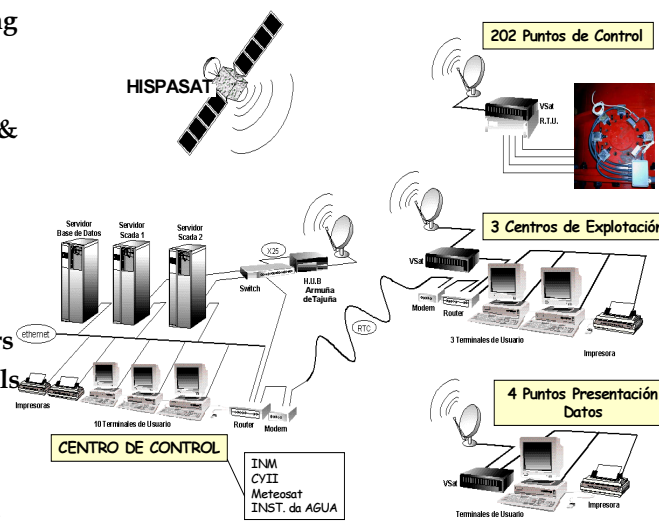 ng
&
rs
ls
HISPASAT
202 Puntos de Control
VSat
R.T.U.
Servidor
Base de Datos
Servidor
Scada 1
Servidor
Scada 2
X25
Switch
H.U.B
Armuña
deTajuña
ethernet
Impresoras
10 Terminales de Usuario
Router
Modem
RTC
CENTRO DE CONTROL
INM
CYII
Meteosat
INST. da AGUA
3 Centros de Explotación
VSat
Modem
Router
3 Terminales de Usuario
Impresora
4 Puntos Presentación
Datos
VSat
Terminales de Usuario
Impresora